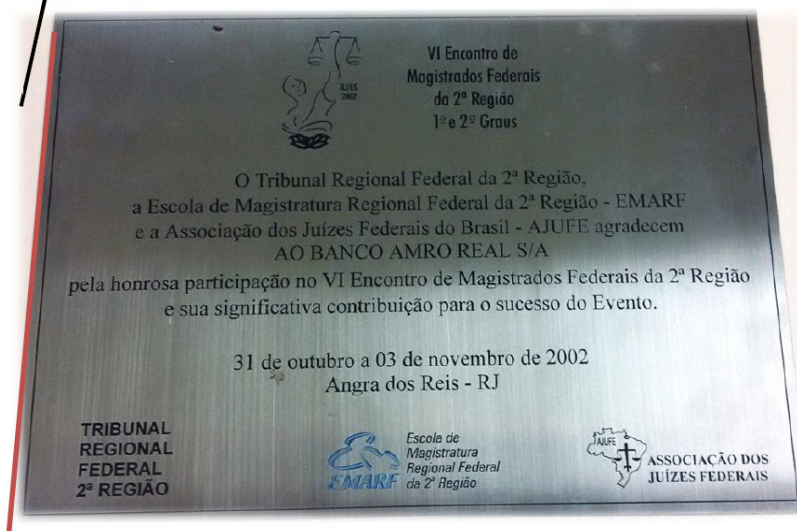 VI Encontro de
Magistrados Federais
da 2ª Região
1º e 2º Graus
O Tribunal Regional Federal da 2ª Região,
a Escola de Magistratura Regional Federal da 2ª Região - EMARF
e a Associação dos Juízes Federais do Brasil - AJUFE agradecem
AO BANCO AMRO REAL S/A
pela honrosa participação no VI Encontro de Magistrados Federais da 2ª Região
e sua significativa contribuição para o sucesso do Evento.
31 de outubro a 03 de novembro de 2002
Angra dos Reis - RJ
TRIBUNAL
REGIONAL
FEDERAL
2ª REGIÃO
EMARF
Escola de
Magistratura
Regional Federal
da 2ª Região
AJUFE
ASSOCIAÇÃO DOS
JUÍZES FEDERAIS